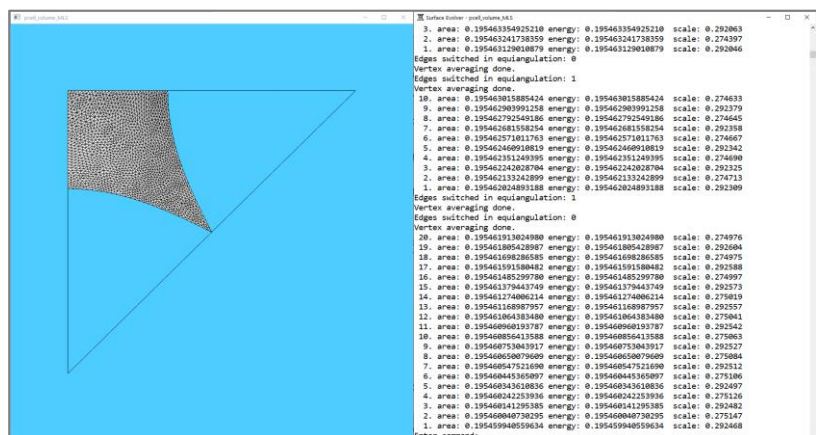 pcell_volume_MLS
Surface Evolver - pcell_volume_MLS
3. area: 0.195463354925210 energy: 0.195463354925210 scale: 0.292063
2. area: 0.195463241738359 energy: 0.195463241738359 scale: 0.274397
1. area: 0.195463129010879 energy: 0.195463129010879 scale: 0.292046
Edges switched in equiangulation: 0
Vertex averaging done.
Edges switched in equiangulation: 1
Vertex averaging done.
10. area: 0.195463015885424 energy: 0.195463015885424 scale: 0.274633
9. area: 0.195462903991258 energy: 0.195462903991258 scale: 0.292379
8. area: 0.195462792549186 energy: 0.195462792549186 scale: 0.274645
7. area: 0.195462681558254 energy: 0.195462681558254 scale: 0.292358
6. area: 0.195462571011763 energy: 0.195462571011763 scale: 0.274667
5. area: 0.195462460910819 energy: 0.195462460910819 scale: 0.292342
4. area: 0.195462351249395 energy: 0.195462351249395 scale: 0.274690
3. area: 0.195462242028704 energy: 0.195462242028704 scale: 0.292325
2. area: 0.195462133242899 energy: 0.195462133242899 scale: 0.274713
1. area: 0.195462024893188 energy: 0.195462024893188 scale: 0.292309
Edges switched in equiangulation: 1
Vertex averaging done.
Edges switched in equiangulation: 0
Vertex averaging done.
20. area: 0.195461913024980 energy: 0.195461913024980 scale: 0.274976
19. area: 0.195461805428987 energy: 0.195461805428987 scale: 0.292604
18. area: 0.195461698286585 energy: 0.195461698286585 scale: 0.274975
17. area: 0.195461591580482 energy: 0.195461591580482 scale: 0.292588
16. area: 0.195461485299780 energy: 0.195461485299780 scale: 0.274997
15. area: 0.195461379443749 energy: 0.195461379443749 scale: 0.292573
14. area: 0.195461274006214 energy: 0.195461274006214 scale: 0.275019
13. area: 0.195461168987957 energy: 0.195461168987957 scale: 0.292557
12. area: 0.195461064383480 energy: 0.195461064383480 scale: 0.275041
11. area: 0.195460960193787 energy: 0.195460960193787 scale: 0.292542
10. area: 0.195460856413588 energy: 0.195460856413588 scale: 0.275063
9. area: 0.195460753043917 energy: 0.195460753043917 scale: 0.292527
8. area: 0.195460650079609 energy: 0.195460650079609 scale: 0.275084
7. area: 0.195460547521690 energy: 0.195460547521690 scale: 0.292512
6. area: 0.195460445365097 energy: 0.195460445365097 scale: 0.275106
5. area: 0.195460343610836 energy: 0.195460343610836 scale: 0.292497
4. area: 0.195460242253936 energy: 0.195460242253936 scale: 0.275126
3. area: 0.195460141295385 energy: 0.195460141295385 scale: 0.292482
2. area: 0.195460040730295 energy: 0.195460040730295 scale: 0.275147
1. area: 0.195459940559634 energy: 0.195459940559634 scale: 0.292468